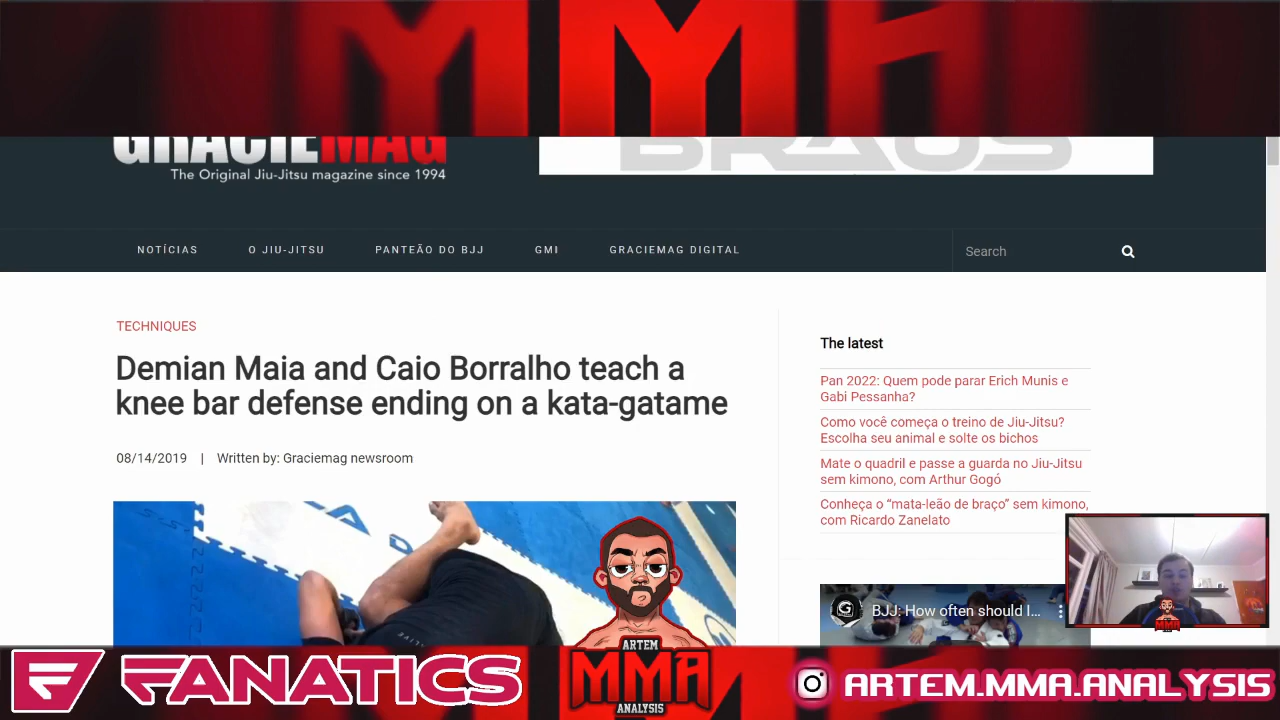 MMA
GRACIEMAG
The Original Jiu-Jitsu magazine since 1994
BRAUS
NOTÍCIAS
O JIU-JITSU
PANTEÃO DO BJJ
GMI
GRACIEMAG DIGITAL
Search
TECHNIQUES
Demian Maia and Caio Borralho teach a
knee bar defense ending on a kata-gatame
08/14/2019 | Written by: Graciemag newsroom
The latest
Pan 2022: Quem pode parar Erich Munis e
Gabi Pessanha?
Como você começa o treino de Jiu-Jitsu?
Escolha seu animal e solte os bichos
Mate o quadril e passe a guarda no Jiu-Jitsu
sem kimono, com Arthur Gogó
Conheça o “mata-leão de braço” sem kimono,
com Ricardo Zanelato
G
BJJ: How often should I...
ALIVE
MMA
F FANATICS
ARTEM
MMA
ANALYSIS
ARTEM.MMA.ANALYSIS